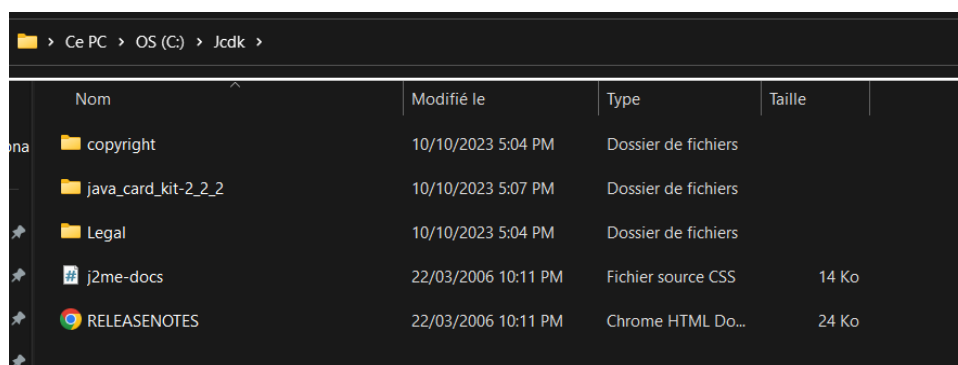 Ce PC > OS (C:) > Jcdk >
Nom Modifié le Type Taille
copyright 10/10/2023 5:04 PM Dossier de fichiers
java_card_kit-2_2_2 10/10/2023 5:07 PM Dossier de fichiers
Legal 10/10/2023 5:04 PM Dossier de fichiers
j2me-docs 22/03/2006 10:11 PM Fichier source CSS 14 Ko
RELEASENOTES 22/03/2006 10:11 PM Chrome HTML Do... 24 Ko